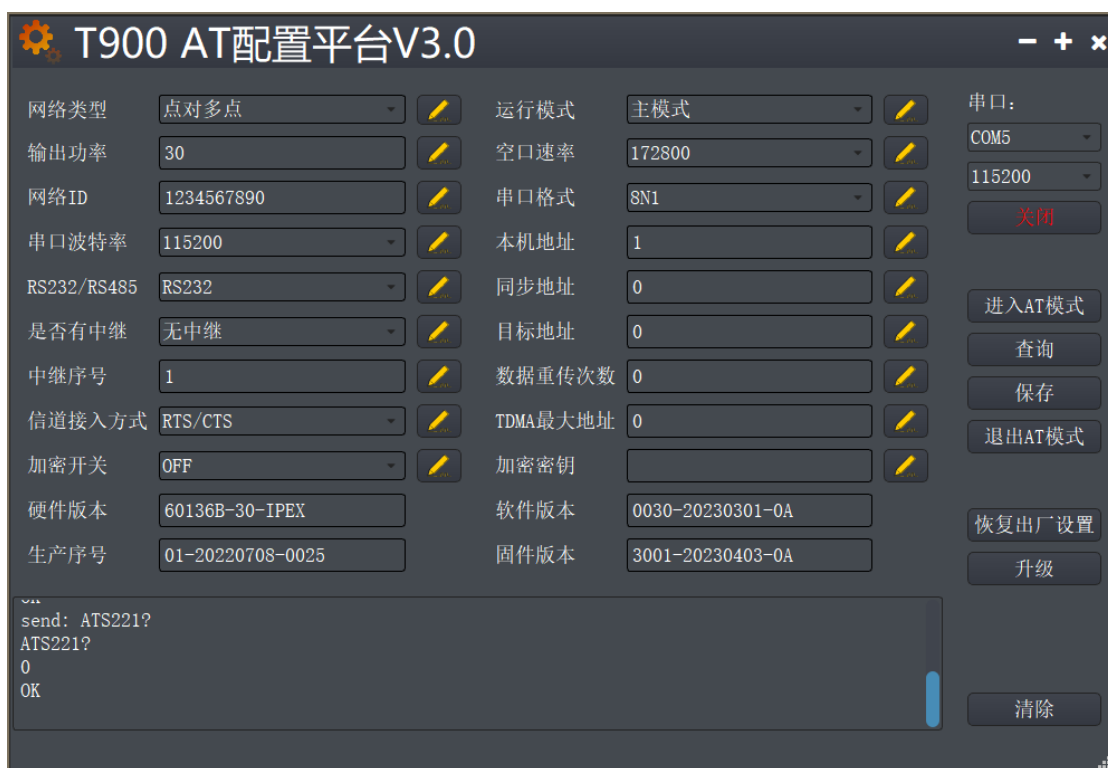 T900 AT配置平台V3.0
网络类型 点对多点 运行模式 主模式 串口:
输出功率 30 空口速率 172800 COM5
网络ID 1234567890 串口格式 8N1 115200
关闭
串口波特率 115200 本机地址 1
RS232/RS485 RS232 同步地址 0 进入AT模式
是否有中继 无中继 目标地址 0 查询
中继序号 1 数据重传次数 0 保存
信道接入方式 RTS/CTS TDMA最大地址 0 退出AT模式
加密开关 OFF 加密密钥
硬件版本 60136B-30-IPEX 软件版本 0030-20230301-0A 恢复出厂设置
生产序号 01-20220708-0025 固件版本 3001-20230403-0A 升级
OK
send: ATS221?
ATS221?
0
OK
清除